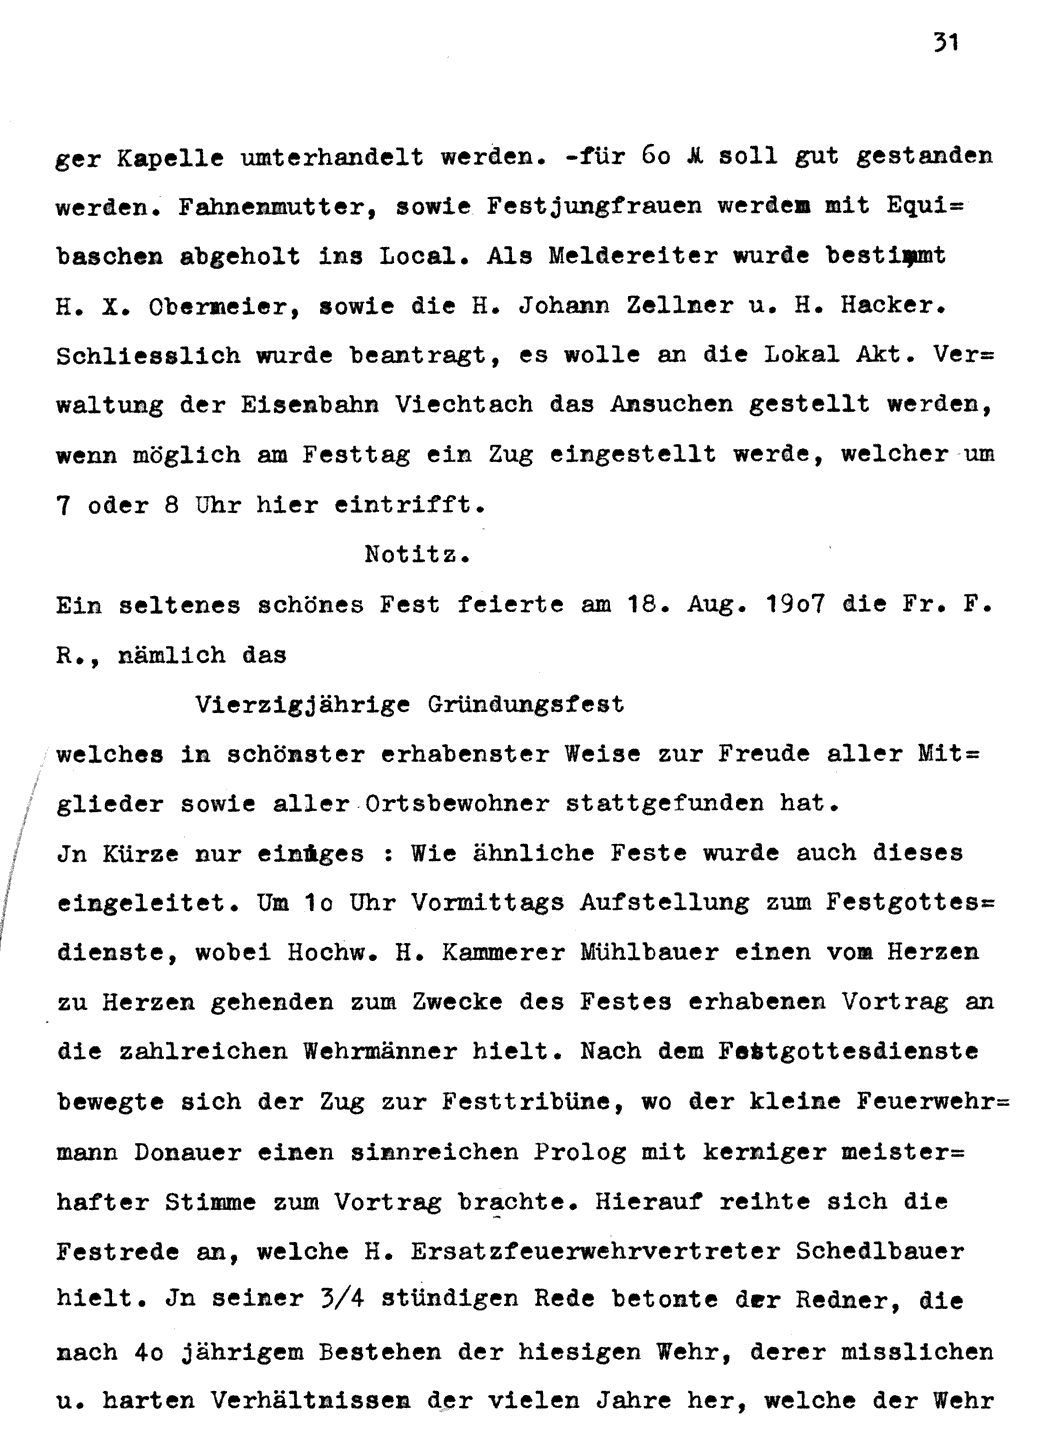 31
ger Kapelle umterhandelt werden. -für 6o ℳ soll gut gestanden
werden. Fahnenmutter, sowie Festjungfrauen werdem mit Equi=
baschen abgeholt ins Local. Als Meldereiter wurde bestimmt
H. X. Obermeier, sowie die H. Johann Zellner u. H. Hacker.
Schliesslich wurde beantragt, es wolle an die Lokal Akt. Ver=
waltung der Eisenbahn Viechtach das Ansuchen gestellt werden,
wenn möglich am Festtag ein Zug eingestellt werde, welcher um
7 oder 8 Uhr hier eintrifft.
Notitz.
Ein seltenes schönes Fest feierte am 18. Aug. 19o7 die Fr. F.
R., nämlich das
Vierzigjährige Gründungsfest
welches in schönster erhabenster Weise zur Freude aller Mit=
glieder sowie aller Ortsbewohner stattgefunden hat.
Jn Kürze nur einiges : Wie ähnliche Feste wurde auch dieses
eingeleitet. Um 1o Uhr Vormittags Aufstellung zum Festgottes=
dienste, wobei Hochw. H. Kammerer Mühlbauer einen vom Herzen
zu Herzen gehenden zum Zwecke des Festes erhabenen Vortrag an
die zahlreichen Wehrmänner hielt. Nach dem Festgottesdienste
bewegte sich der Zug zur Festtribüne, wo der kleine Feuerwehr=
mann Donauer einen sinnreichen Prolog mit kerniger meister=
hafter Stimme zum Vortrag brachte. Hierauf reihte sich die
Festrede an, welche H. Ersatzfeuerwehrvertreter Schedlbauer
hielt. Jn seiner 3/4 stündigen Rede betonte der Redner, die
nach 4o jährigem Bestehen der hiesigen Wehr, derer misslichen
u. harten Verhältnissen der vielen Jahre her, welche der Wehr